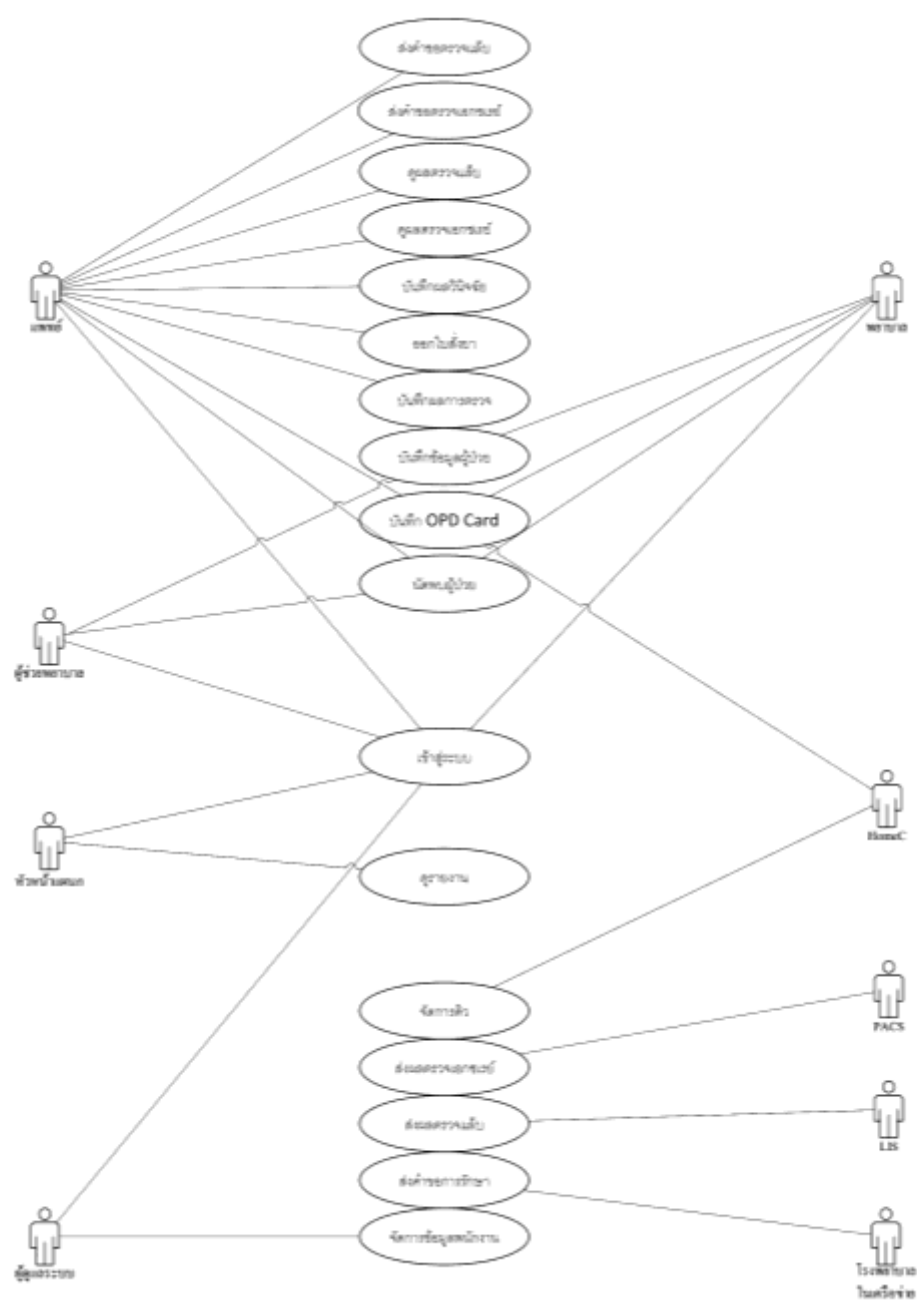 ส่งคำขอตรวจแล็บ
ส่งคำขอตรวจเอกซเรย์
ดูผลตรวจแล็บ
ดูผลตรวจเอกซเรย์
บันทึกผลวินิจฉัย
ออกใบสั่งยา
บันทึกผลการตรวจ
บันทึกข้อมูลผู้ป่วย
บันทึก OPD Card
นัดพบผู้ป่วย
เข้าสู่ระบบ
ดูรายงาน
จัดการคิว
ส่งผลตรวจเอกซเรย์
ส่งผลตรวจแล็บ
ส่งคำขอการรักษา
จัดการข้อมูลพนักงาน
แพทย์
ผู้ช่วยพยาบาล
หัวหน้าแผนก
ผู้ดูแลระบบ
พยาบาล
HomeC
PACS
LIS
โรงพยาบาล
ในเครือข่าย